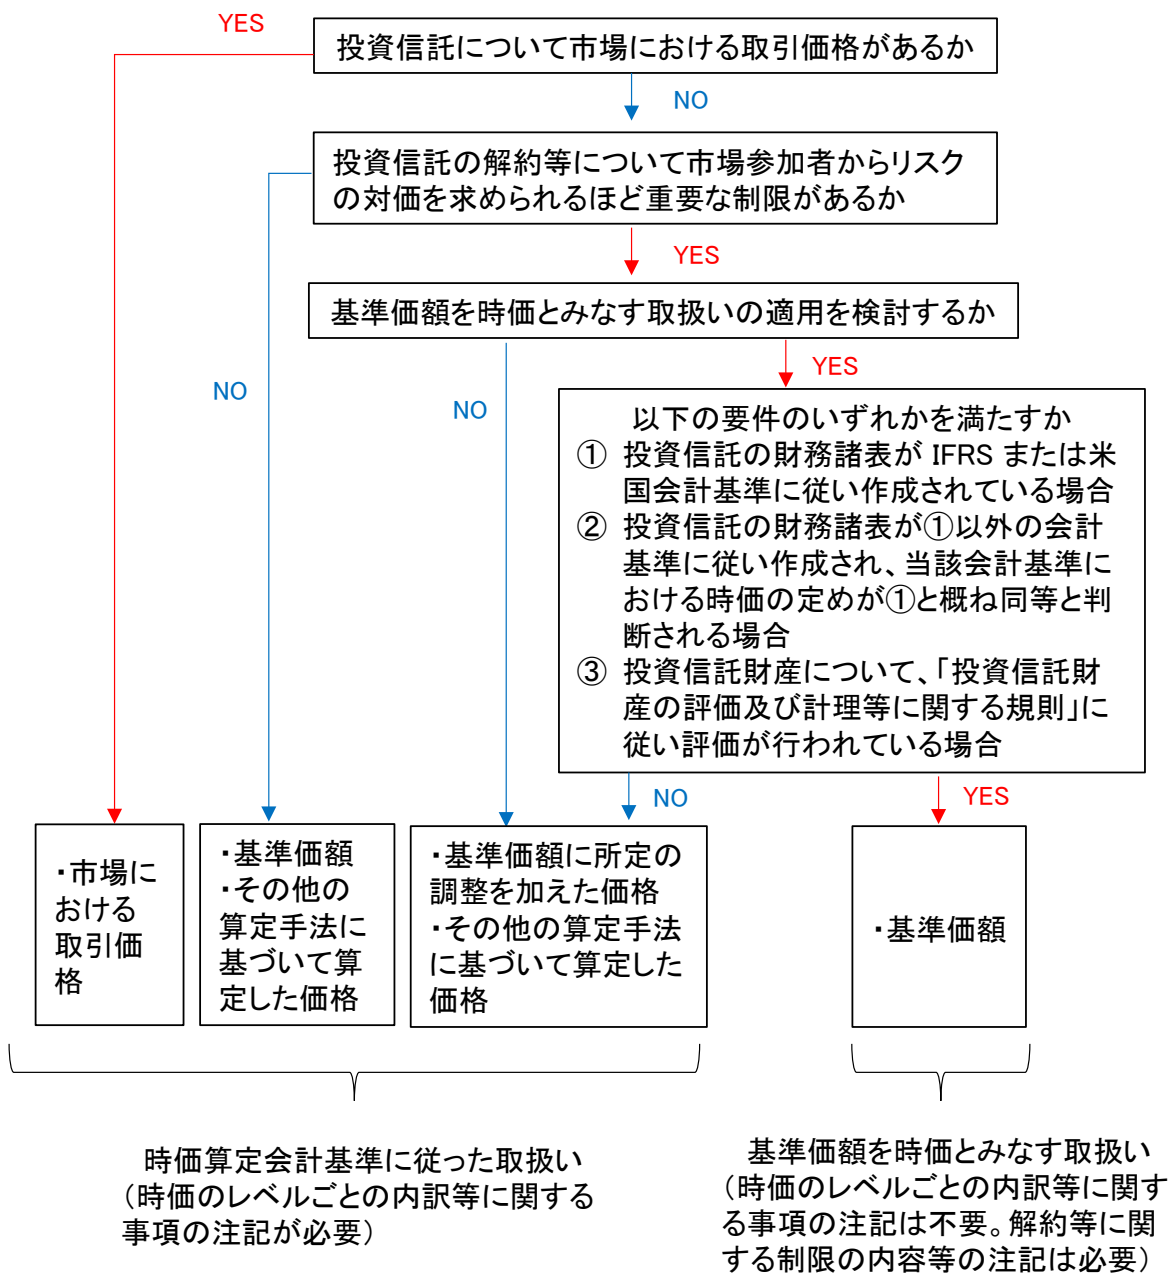 YES
投資信託について市場における取引価格があるか
NO
投資信託の解約等について市場参加者からリスク
の対価を求められるほど重要な制限があるか
YES
基準価額を時価とみなす取扱いの適用を検討するか
NO
NO
YES
以下の要件のいずれかを満たすか
① 投資信託の財務諸表が IFRS または米
国会計基準に従い作成されている場合
② 投資信託の財務諸表が①以外の会計
基準に従い作成され、当該会計基準に
おける時価の定めが①と概ね同等と判
断される場合
③ 投資信託財産について、「投資信託財
産の評価及び計理等に関する規則」に
従い評価が行われている場合
NO
YES
・市場に
おける
取引価
格
・基準価額
・その他の
算定手法に
基づいて算
定した価格
・基準価額に所定の
調整を加えた価格
・その他の算定手法
に基づいて算定した
価格
・基準価額
時価算定会計基準に従った取扱い
（時価のレベルごとの内訳等に関する
事項の注記が必要）
基準価額を時価とみなす取扱い
（時価のレベルごとの内訳等に関す
る事項の注記は不要。解約等に関
する制限の内容等の注記は必要）